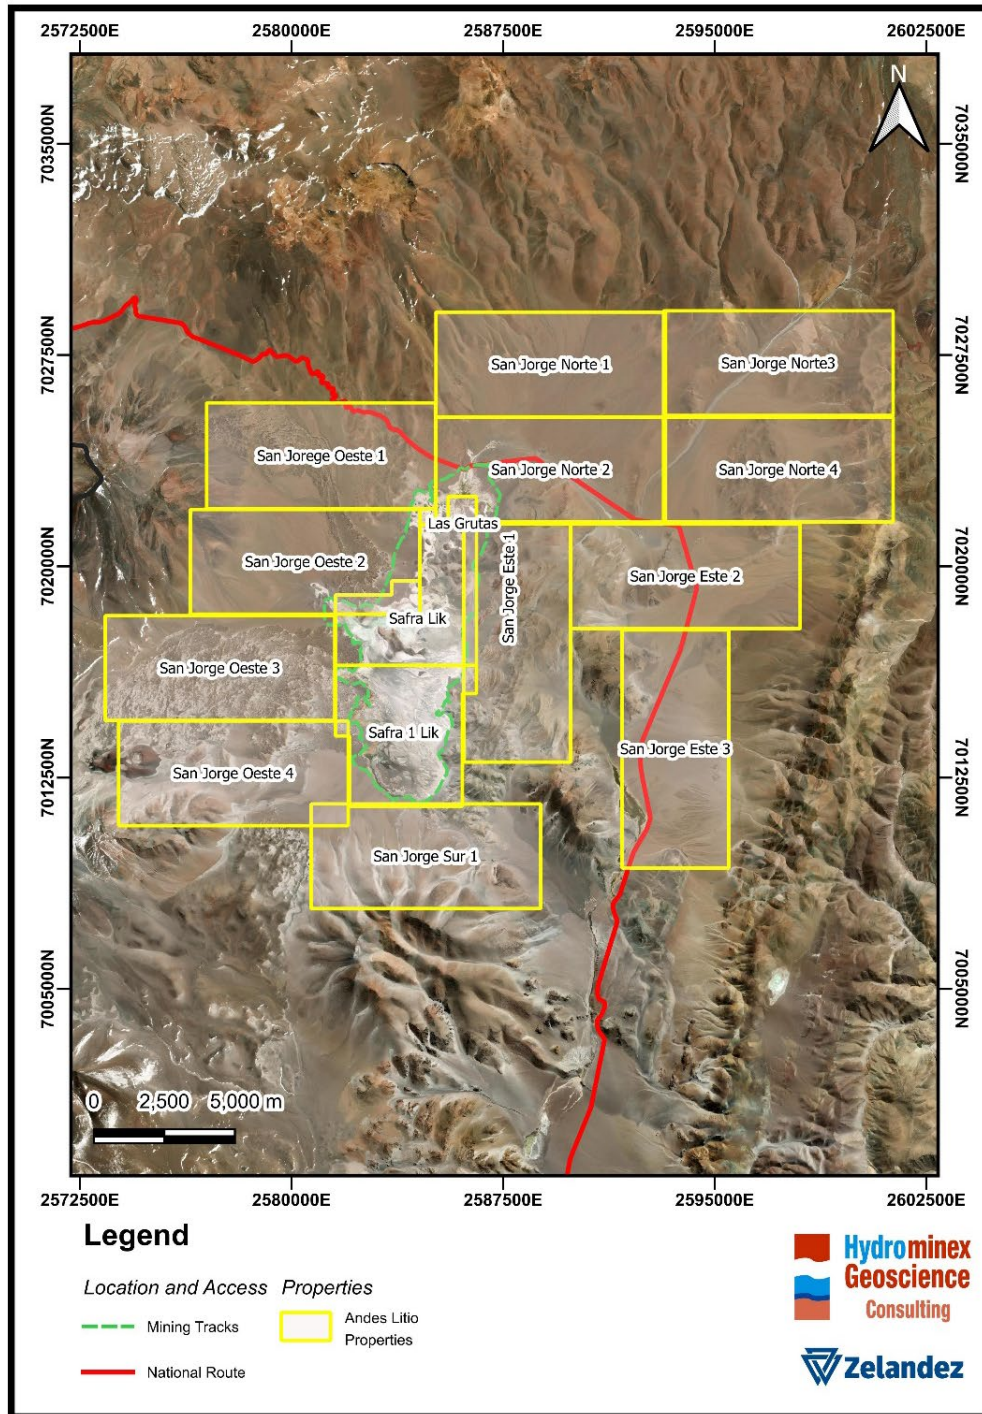 2572500E 2580000E 2587500E 2595000E 2602500E
N
7035000N
7035000N
7027500N
7027500N
San Jorge Norte 1
San Jorge Norte3
San Jorege Oeste 1
San Jorge Norte 2
San Jorge Norte 4
Las Grutas
7020000N
7020000N
San Jorge Oeste 2
San Jorge Este 1
San Jorge Este 2
Safra Lik
San Jorge Oeste 3
Safra 1 Lik
San Jorge Este 3
San Jorge Oeste 4
7012500N
7012500N
San Jorge Sur 1
7005000N
7005000N
0 2,500 5,000 m
2572500E 2580000E 2587500E 2595000E 2602500E
Legend
Location and Access
Mining Tracks
National Route
Properties
Andes Litio
Properties
Hydrominex
Geoscience
Consulting
Zelandez